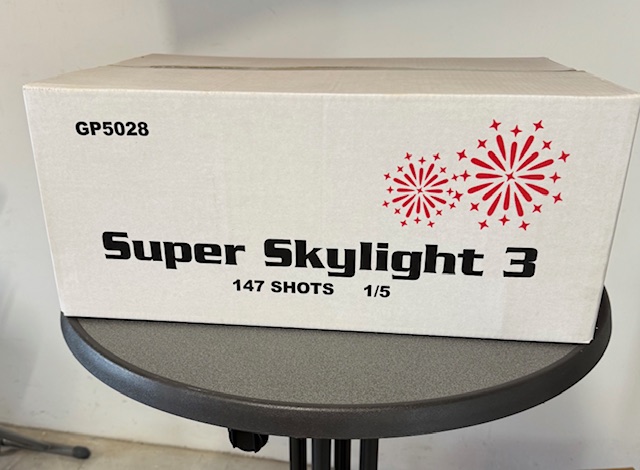 GP5028
Super Skylight 3
147 SHOTS 1/5